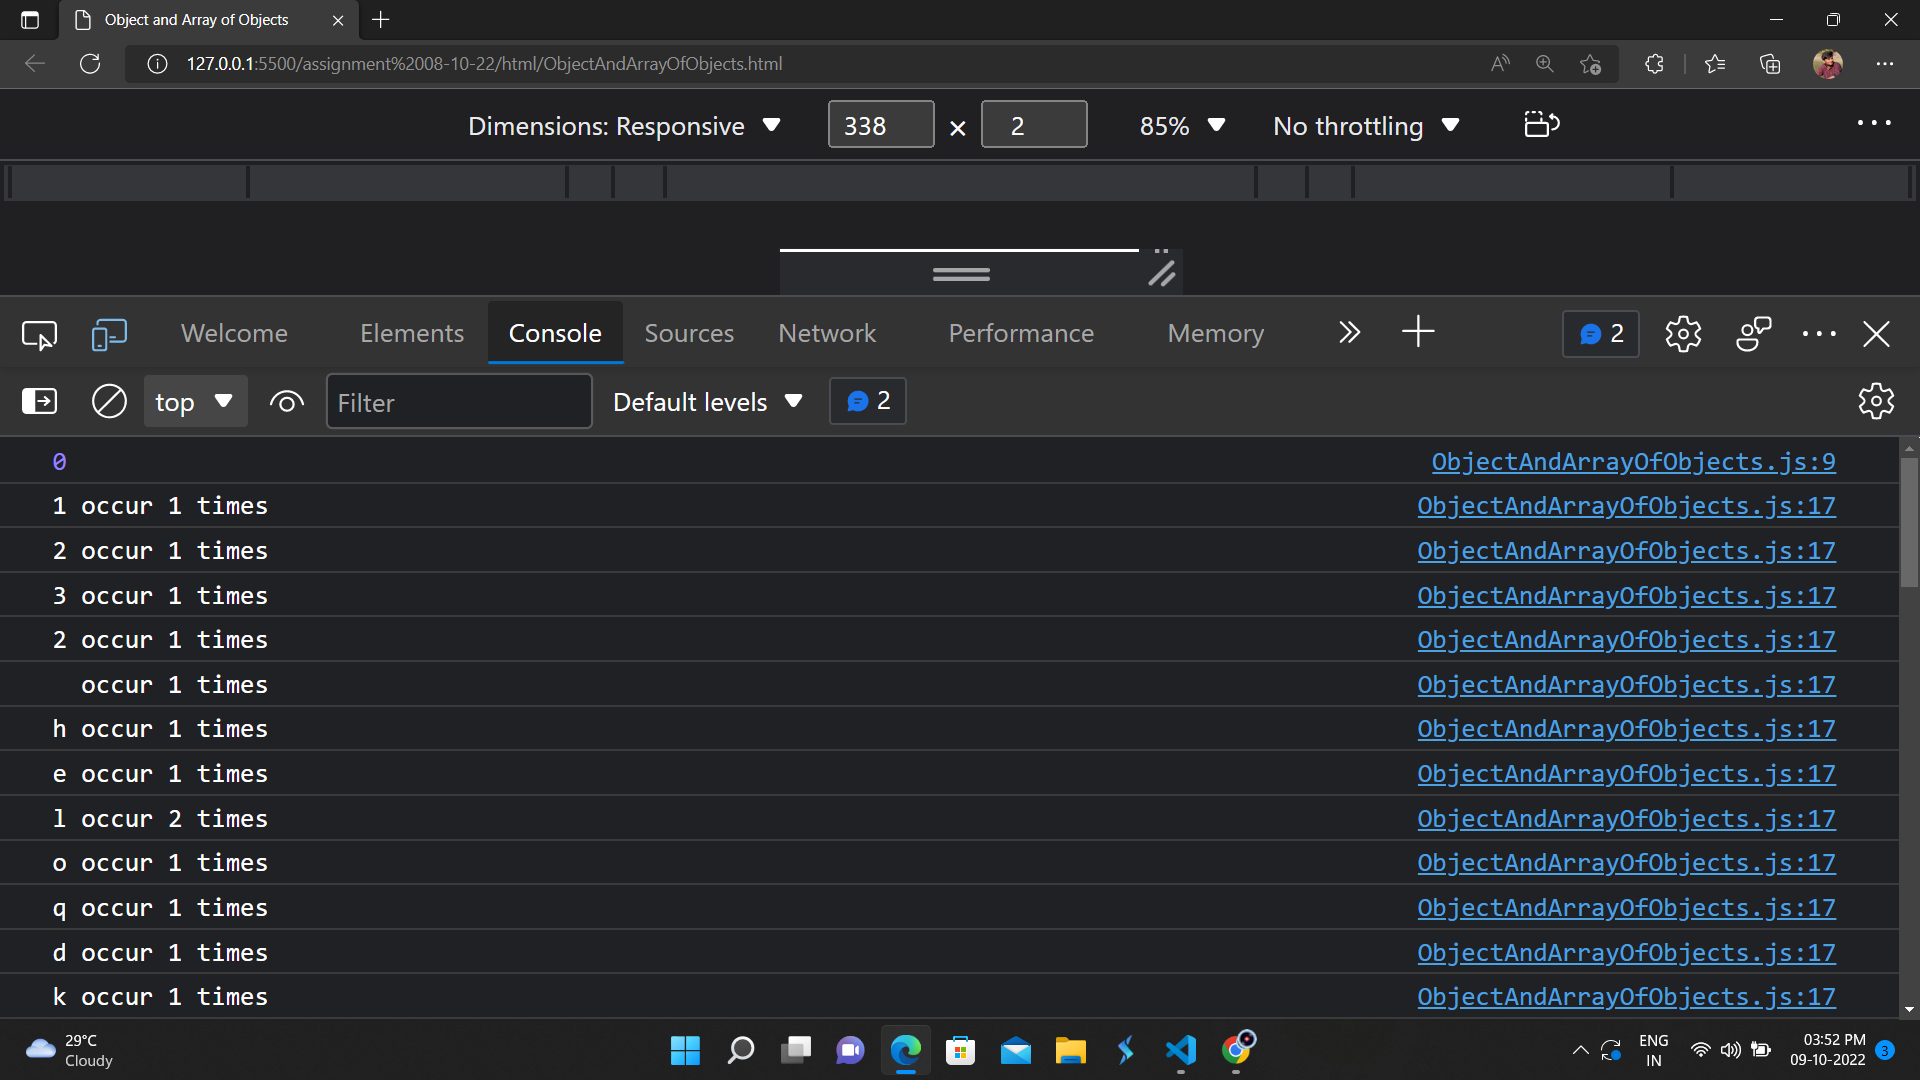 Object and Array of Objects
127.0.0.1:5500/assignment%2008-10-22/html/ObjectAndArrayOfObjects.html
Dimensions: Responsive 338 × 2 85% No throttling
Welcome Elements Console Sources Network Performance Memory 2
top Filter Default levels 2
0 ObjectAndArrayOfObjects.js:9
1 occur 1 times ObjectAndArrayOfObjects.js:17
2 occur 1 times ObjectAndArrayOfObjects.js:17
3 occur 1 times ObjectAndArrayOfObjects.js:17
2 occur 1 times ObjectAndArrayOfObjects.js:17
occur 1 times ObjectAndArrayOfObjects.js:17
h occur 1 times ObjectAndArrayOfObjects.js:17
e occur 1 times ObjectAndArrayOfObjects.js:17
l occur 2 times ObjectAndArrayOfObjects.js:17
o occur 1 times ObjectAndArrayOfObjects.js:17
q occur 1 times ObjectAndArrayOfObjects.js:17
d occur 1 times ObjectAndArrayOfObjects.js:17
k occur 1 times ObjectAndArrayOfObjects.js:17
29°C
Cloudy
ENG
IN
03:52 PM
09-10-2022
3